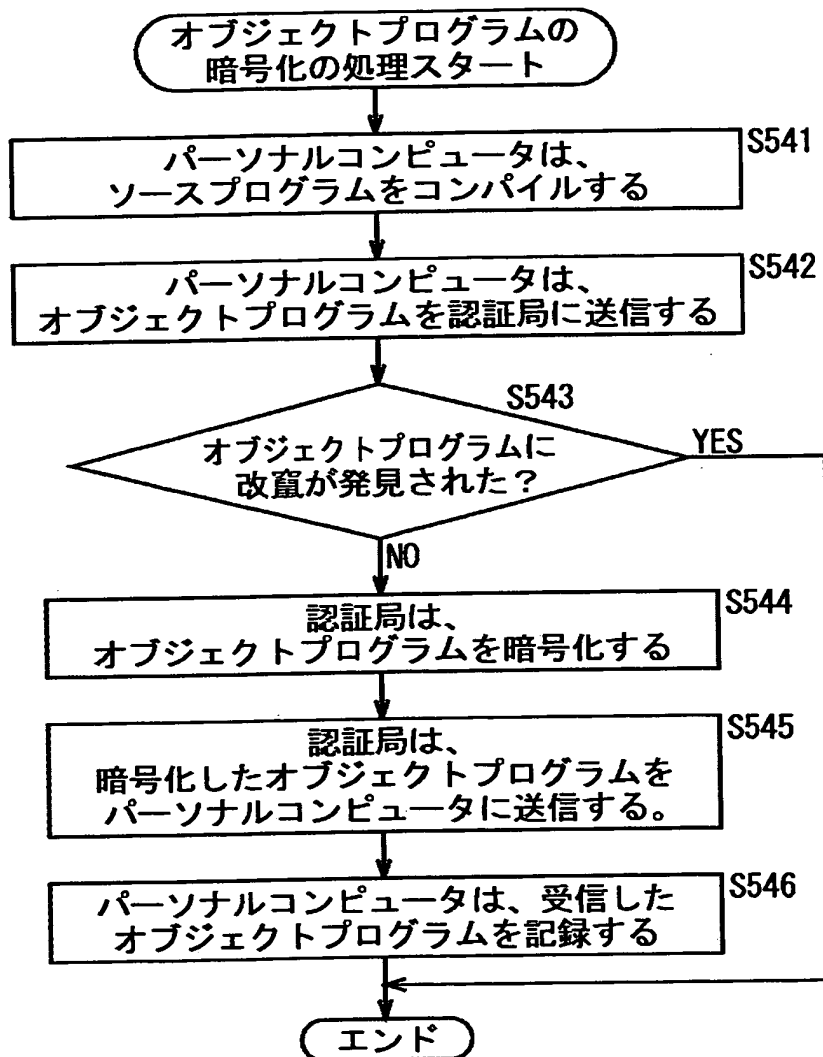 オブジェクトプログラムの
暗号化の処理スタート
S541
パーソナルコンピュータは、
ソースプログラムをコンパイルする
S542
パーソナルコンピュータは、
オブジェクトプログラムを認証局に送信する
S543
オブジェクトプログラムに
改竄が発見された？
YES
NO
S544
認証局は、
オブジェクトプログラムを暗号化する
S545
認証局は、
暗号化したオブジェクトプログラムを
パーソナルコンピュータに送信する。
S546
パーソナルコンピュータは、受信した
オブジェクトプログラムを記録する
エンド